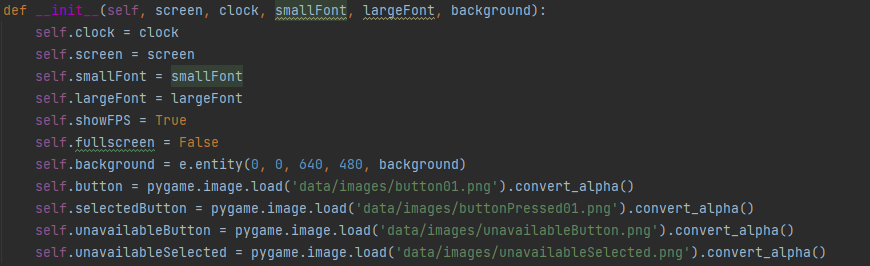 def __init__(self, screen, clock, smallFont, largeFont, background):
    self.clock = clock
    self.screen = screen
    self.smallFont = smallFont
    self.largeFont = largeFont
    self.showFPS = True
    self.fullscreen = False
    self.background = e.entity(0, 0, 640, 480, background)
    self.button = pygame.image.load('data/images/button01.png').convert_alpha()
    self.selectedButton = pygame.image.load('data/images/buttonPressed01.png').convert_alpha()
    self.unavailableButton = pygame.image.load('data/images/unavailableButton.png').convert_alpha()
    self.unavailableSelected = pygame.image.load('data/images/unavailableSelected.png').convert_alpha()